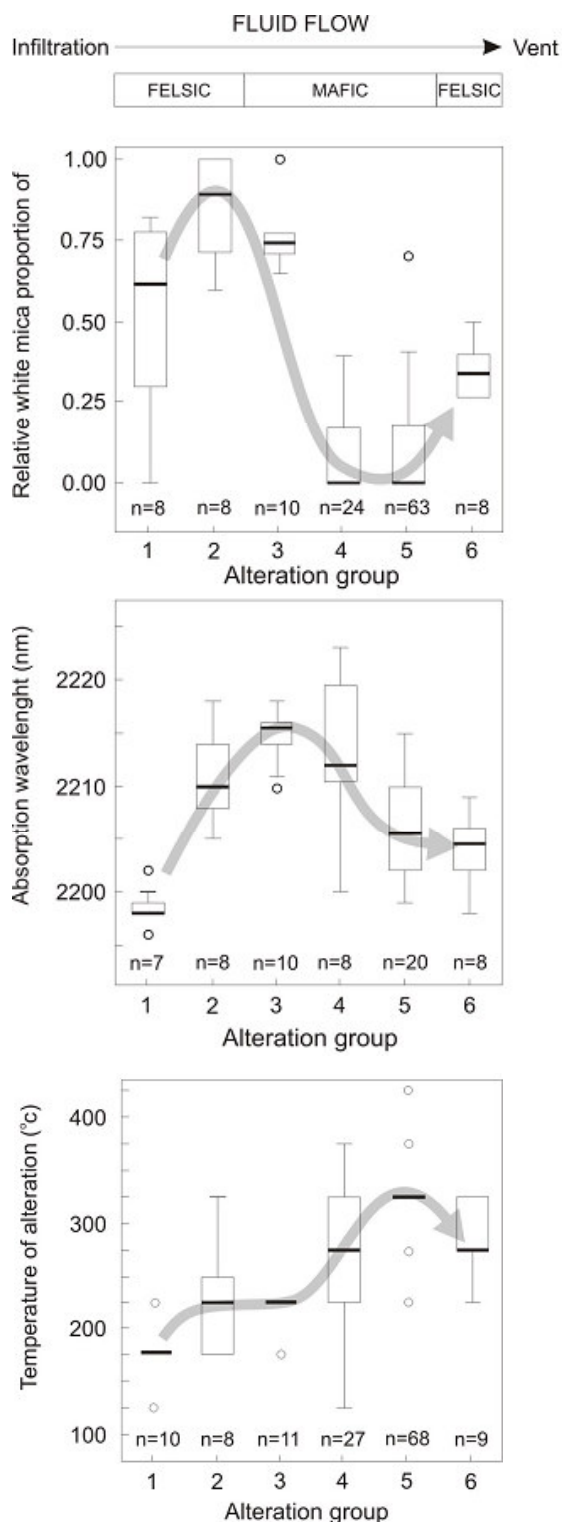 FLUID FLOW
Infiltration Vent
FELSIC MAFIC FELSIC
Relative white mica proportion of
1.00
0.75
0.50
0.25
0.00
n=8 n=8 n=10 n=24 n=63 n=8
1 2 3 4 5 6
Alteration group
Absorption wavelenght (nm)
2220
2210
2200
n=7 n=8 n=10 n=8 n=20 n=8
1 2 3 4 5 6
Alteration group
Temperature of alteration (°c)
400
300
200
100
n=10 n=8 n=11 n=27 n=68 n=9
1 2 3 4 5 6
Alteration group